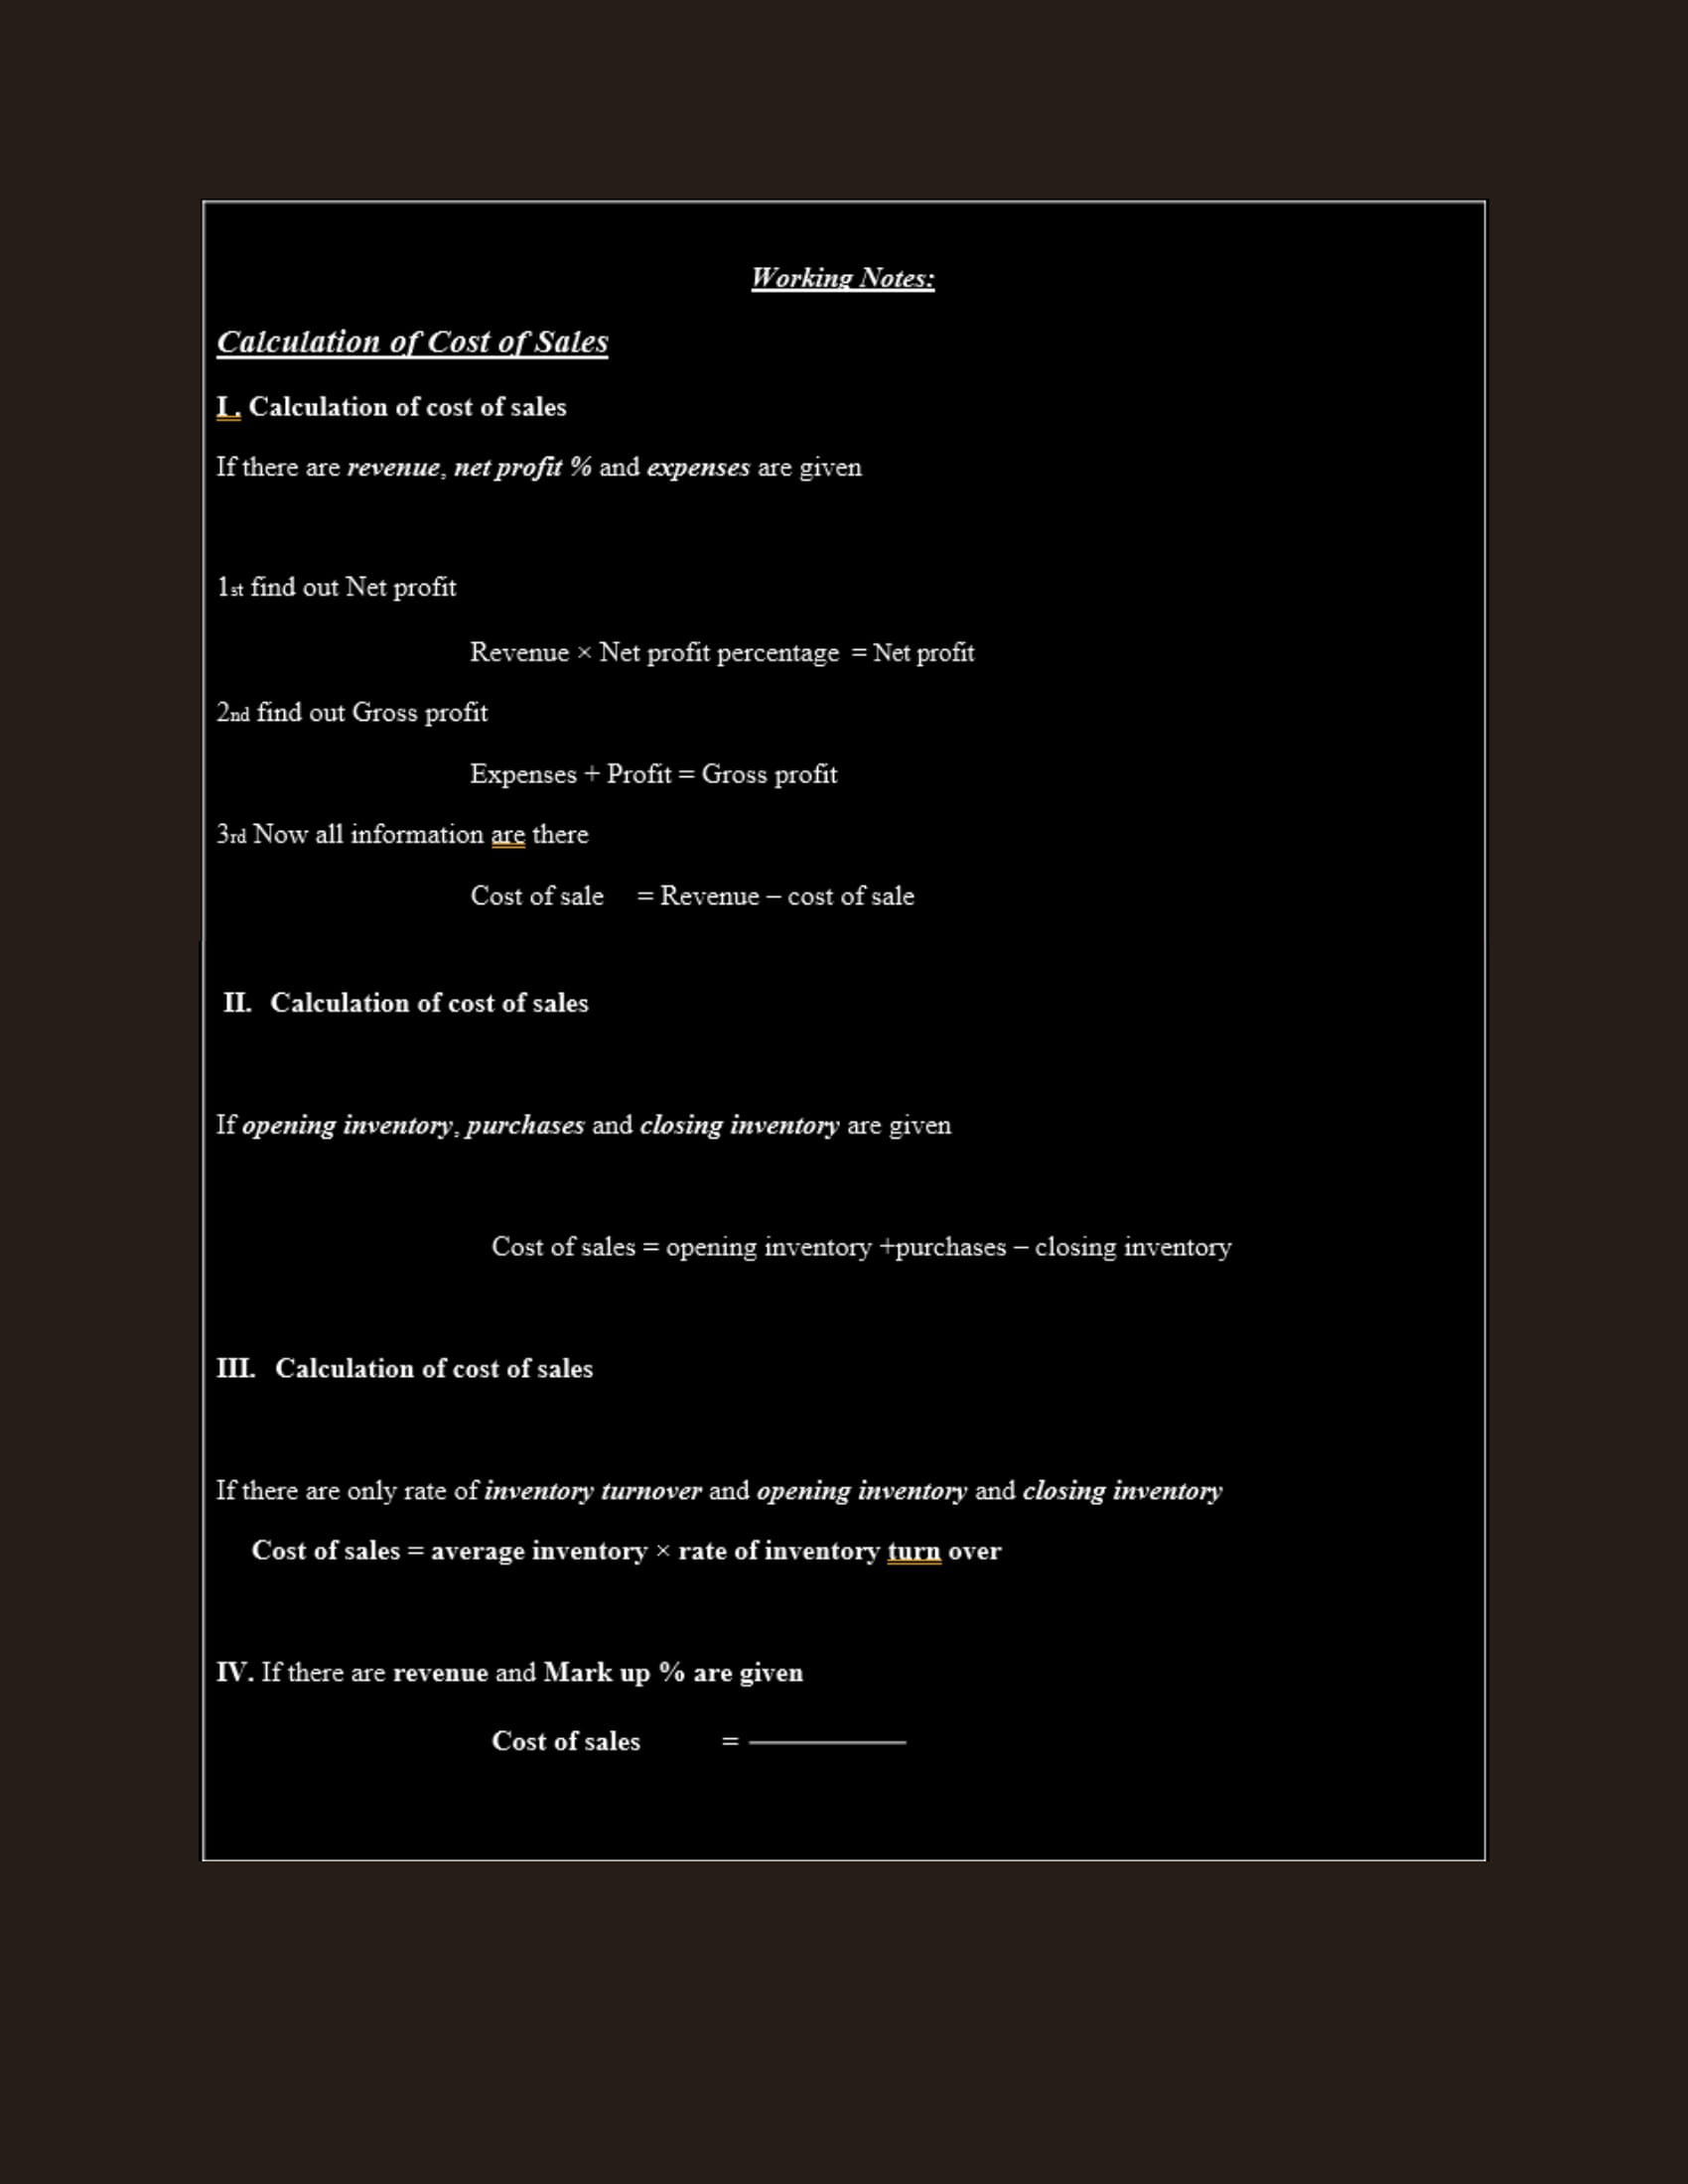 Working Notes:
Calculation of Cost of Sales
I. Calculation of cost of sales
If there are revenue, net profit % and expenses are given
1st find out Net profit
Revenue × Net profit percentage = Net profit
2nd find out Gross profit
Expenses + Profit = Gross profit
3rd Now all information are there
Cost of sale = Revenue – cost of sale
II. Calculation of cost of sales
If opening inventory, purchases and closing inventory are given
Cost of sales = opening inventory +purchases – closing inventory
III. Calculation of cost of sales
If there are only rate of inventory turnover and opening inventory and closing inventory
Cost of sales = average inventory × rate of inventory turn over
IV. If there are revenue and Mark up % are given
Cost of sales =